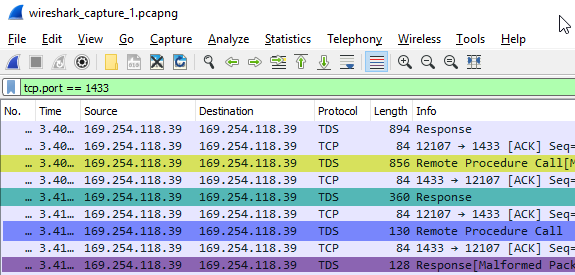 wireshark_capture_1.pcapng
File Edit View Go Capture Analyze Statistics Telephony Wireless Tools Help
tcp.port == 1433
No. Time Source Destination Protocol Length Info
... 3.40... 169.254.118.39 169.254.118.39 TDS 894 Response
... 3.40... 169.254.118.39 169.254.118.39 TCP 84 12107 → 1433 [ACK] Seq=
... 3.40... 169.254.118.39 169.254.118.39 TDS 856 Remote Procedure Call[M
... 3.40... 169.254.118.39 169.254.118.39 TCP 84 1433 → 12107 [ACK] Seq=
... 3.41... 169.254.118.39 169.254.118.39 TDS 360 Response
... 3.41... 169.254.118.39 169.254.118.39 TCP 84 12107 → 1433 [ACK] Seq=
... 3.41... 169.254.118.39 169.254.118.39 TDS 130 Remote Procedure Call
... 3.41... 169.254.118.39 169.254.118.39 TCP 84 1433 → 12107 [ACK] Seq=
... 3.41... 169.254.118.39 169.254.118.39 TDS 128 Response[Malformed Pack